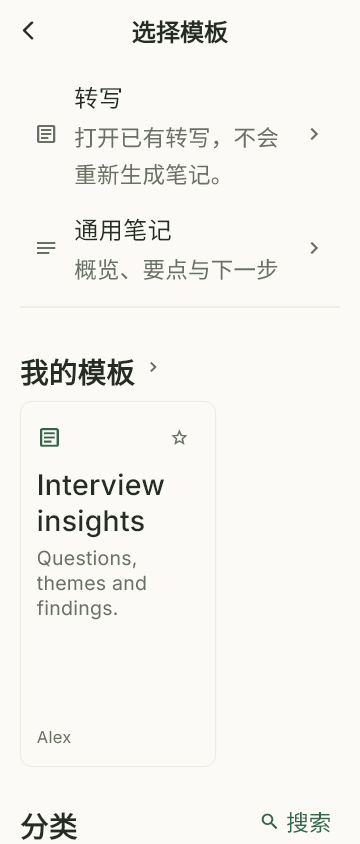 选择模板
转写
打开已有转写，不会
重新生成笔记。
通用笔记
概览、要点与下一步
我的模板
Interview
insights
Questions,
themes and
findings.
Alex
分类
搜索